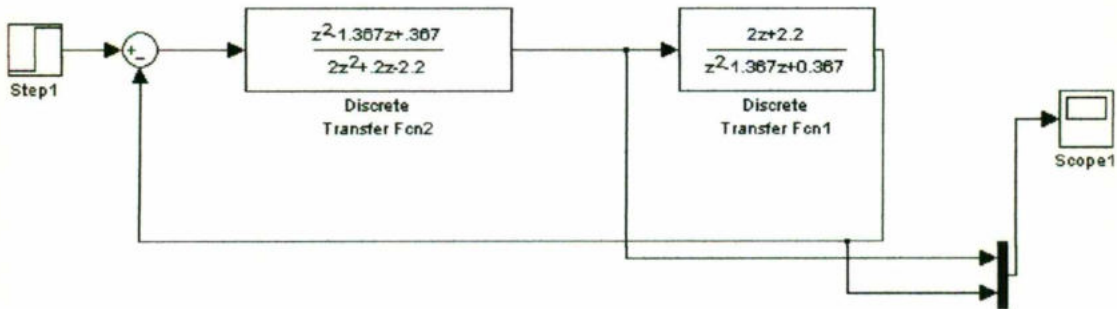 Step1
+
−
z²-1.367z+.367
2z²+.2z-2.2
Discrete
Transfer Fcn2
2z+2.2
z²-1.367z+0.367
Discrete
Transfer Fcn1
Scope1